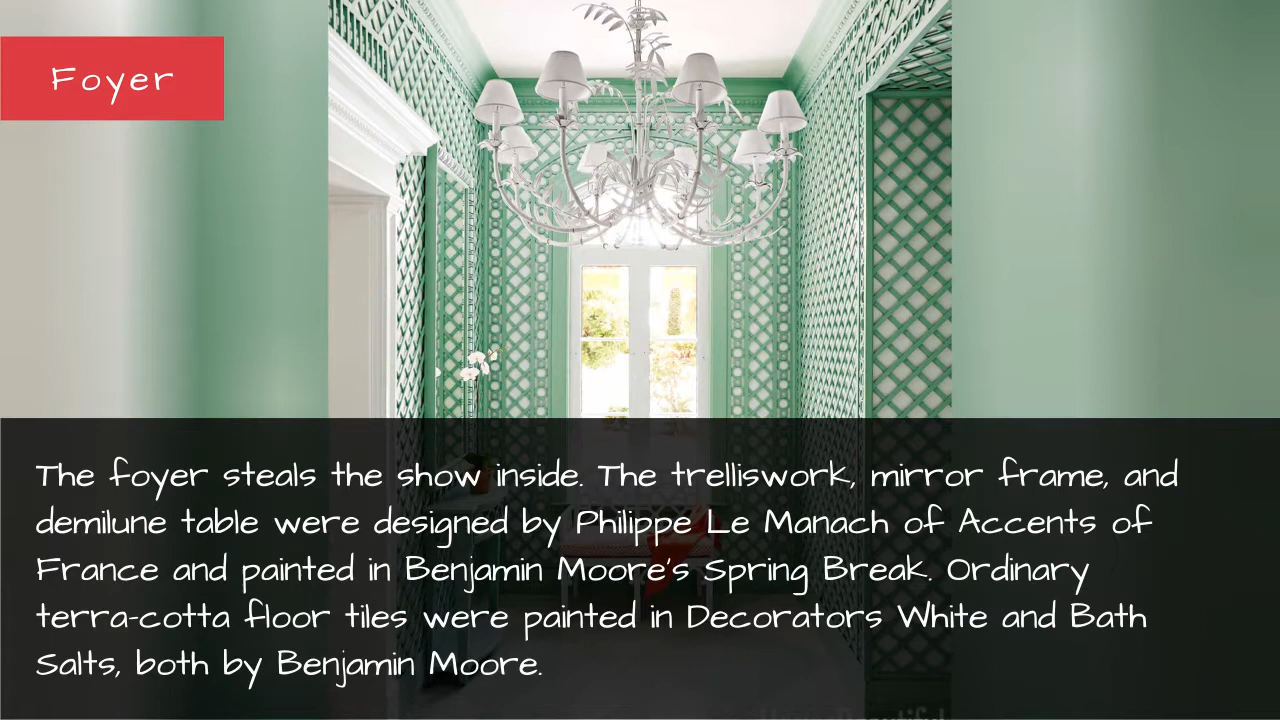 Foyer
The foyer steals the show inside. The trelliswork, mirror frame, and
demilune table were designed by Philippe Le Manach of Accents of
France and painted in Benjamin Moore's Spring Break. Ordinary
terra-cotta floor tiles were painted in Decorators White and Bath
Salts, both by Benjamin Moore.